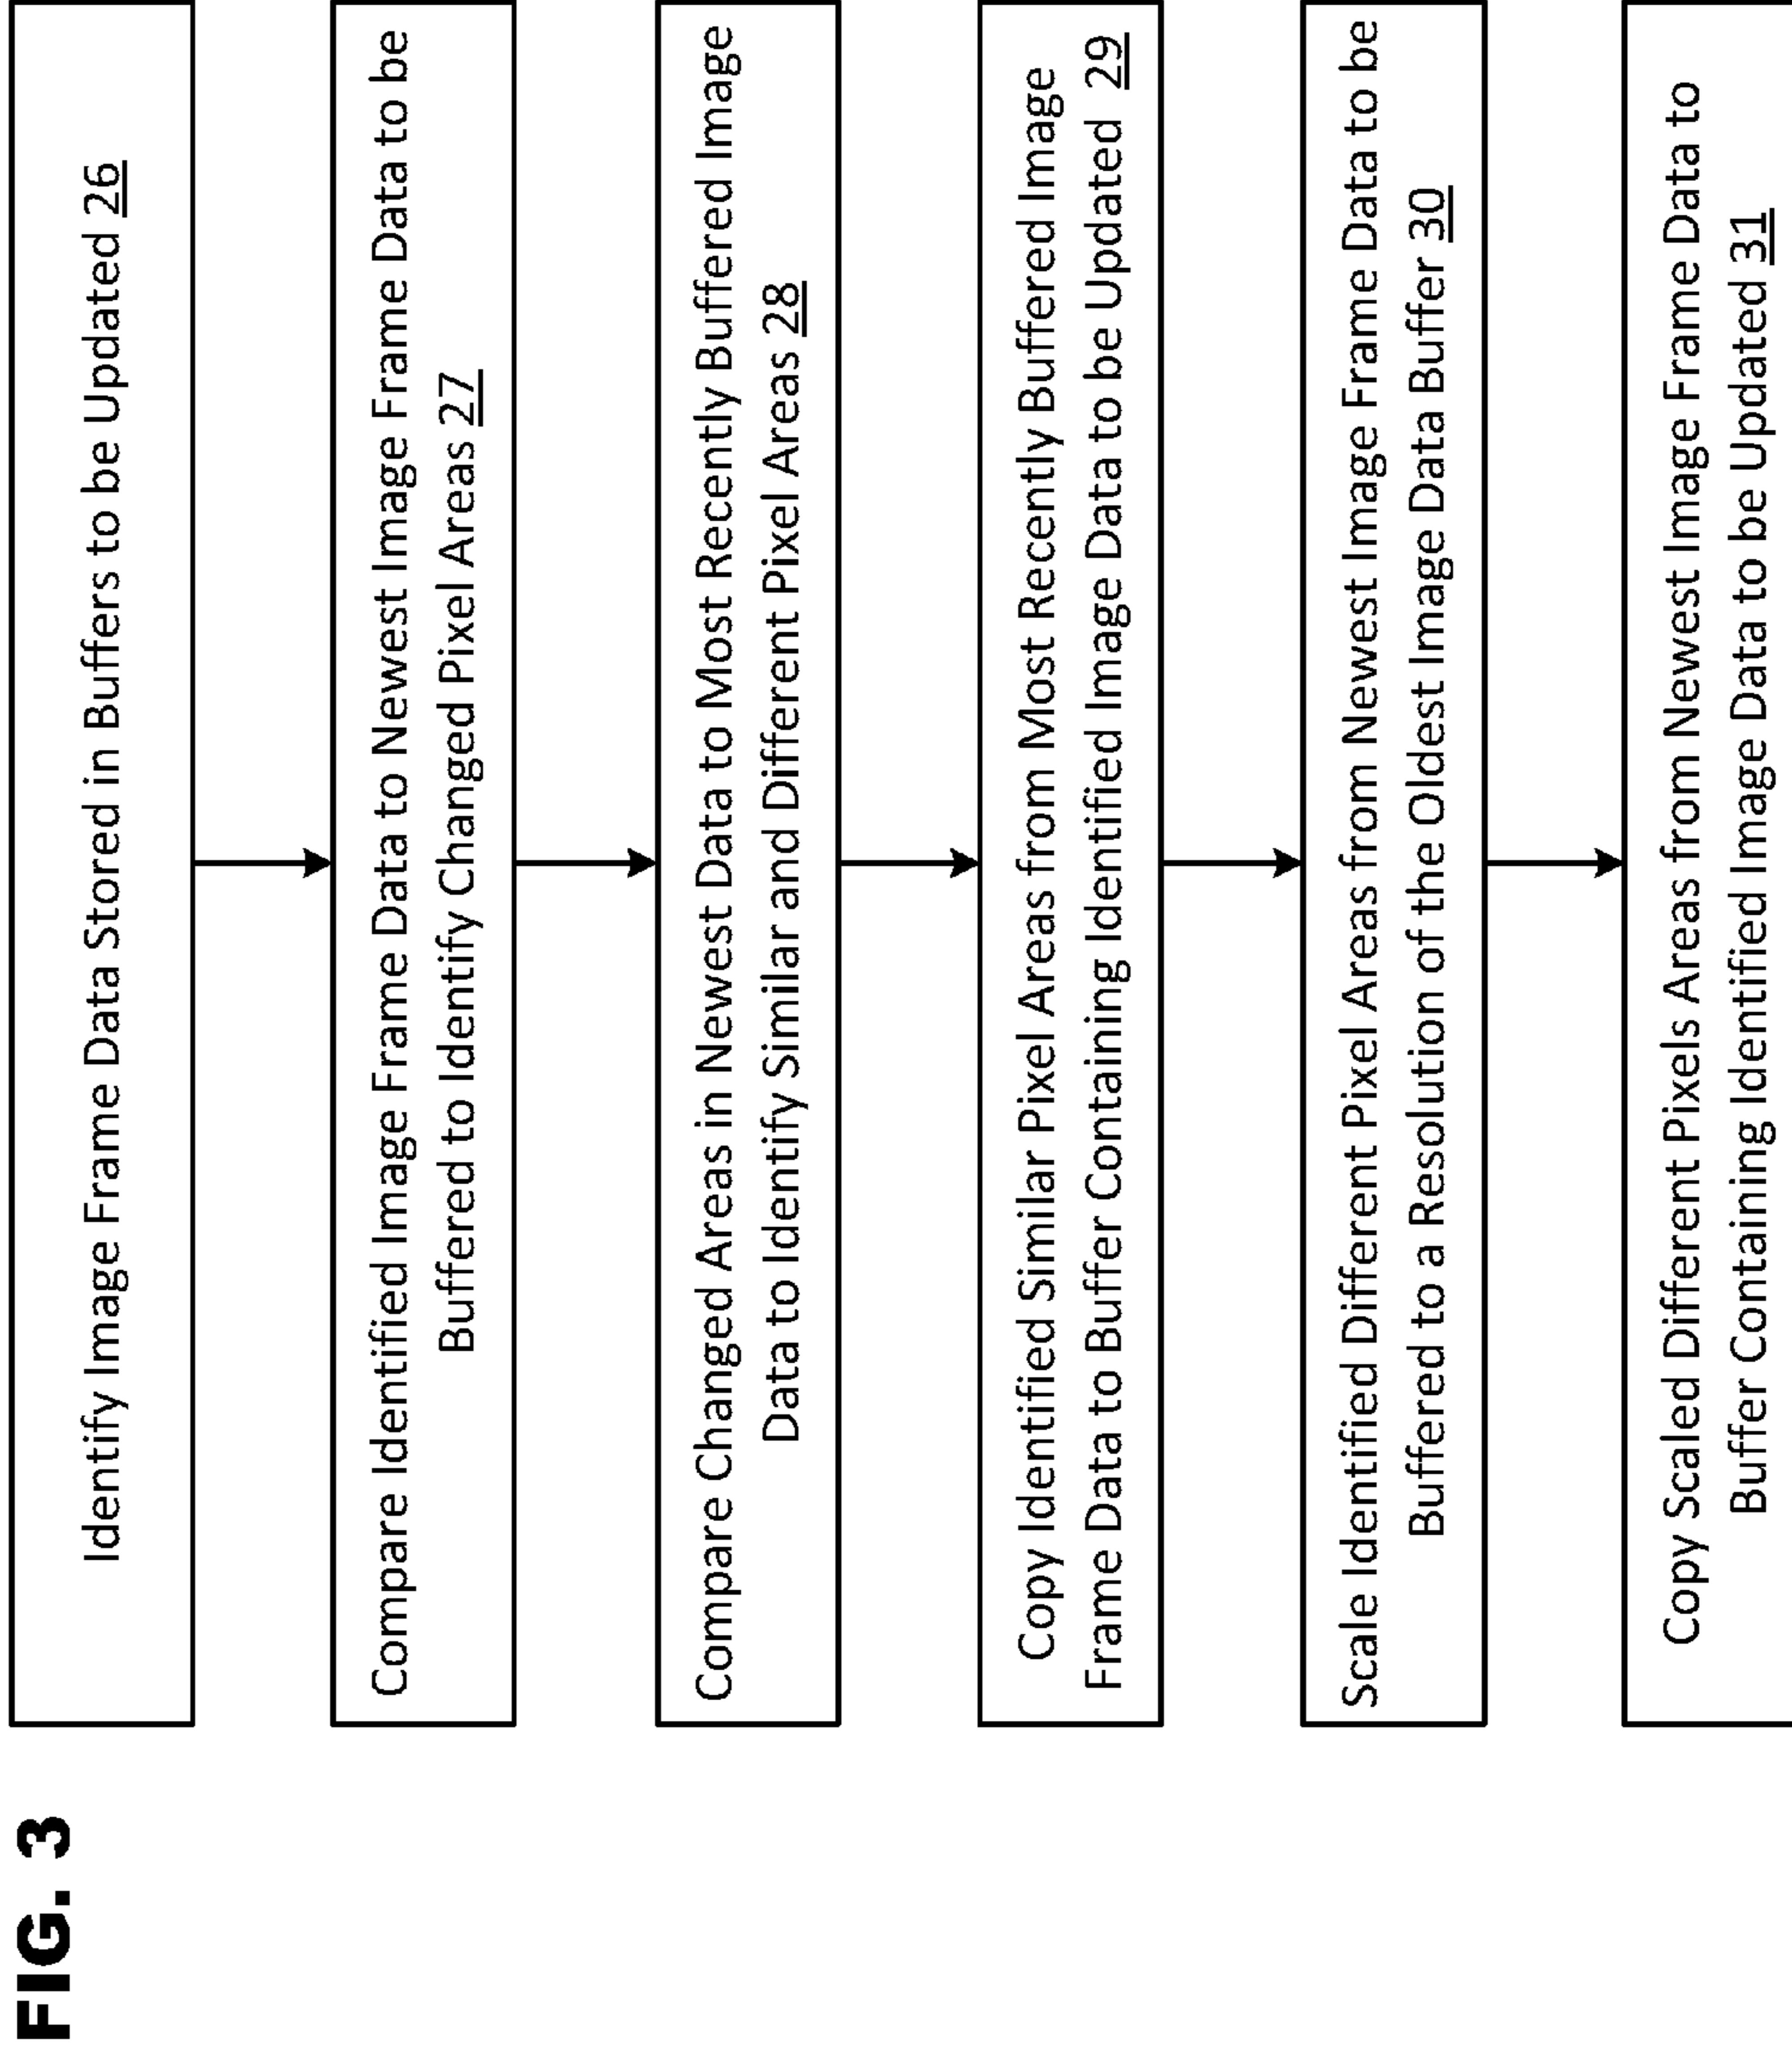 FIG. 3
Identify Image Frame Data Stored in Buffers to be Updated 26
Compare Identified Image Frame Data to Newest Image Frame Data to be
Buffered to Identify Changed Pixel Areas 27
Compare Changed Areas in Newest Data to Most Recently Buffered Image
Data to Identify Similar and Different Pixel Areas 28
Copy Identified Similar Pixel Areas from Most Recently Buffered Image
Frame Data to Buffer Containing Identified Image Data to be Updated 29
Scale Identified Different Pixel Areas from Newest Image Frame Data to be
Buffered to a Resolution of the Oldest Image Data Buffer 30
Copy Scaled Different Pixels Areas from Newest Image Frame Data to
Buffer Containing Identified Image Data to be Updated 31